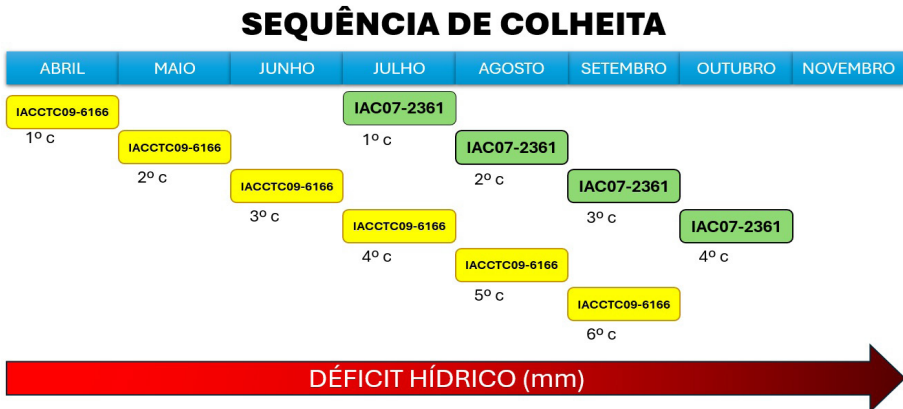 SEQUÊNCIA DE COLHEITA
ABRIL MAIO JUNHO JULHO AGOSTO SETEMBRO OUTUBRO NOVEMBRO
IACCTC09-6166 IAC07-2361
1º c 1º c
IACCTC09-6166 IAC07-2361
2º c 2º c
IACCTC09-6166 IAC07-2361
3º c 3º c
IACCTC09-6166 IAC07-2361
4º c 4º c
IACCTC09-6166
5º c
IACCTC09-6166
6º c
DÉFICIT HÍDRICO (mm)